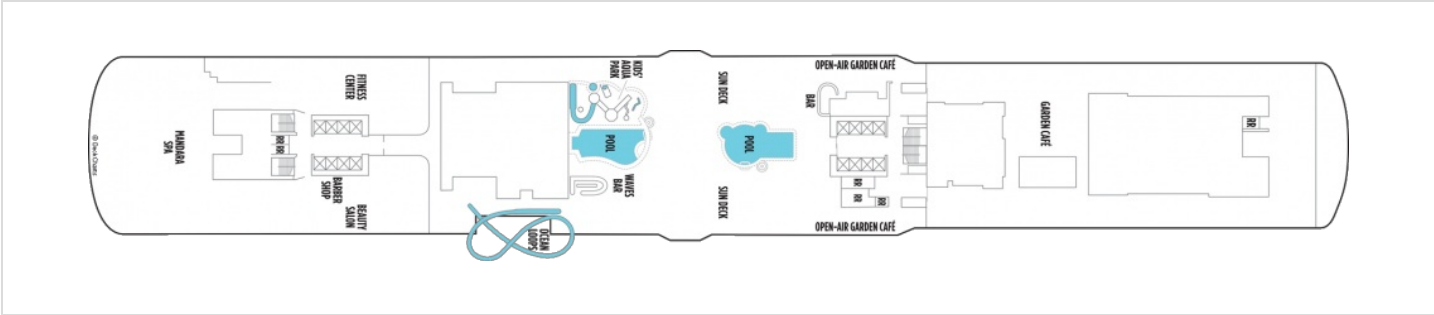 © DeckChairs
MANDARA
SPA
RR RR
FITNESS
CENTER
BARBER
SHOP
BEAUTY
SALON
KIDS'
AQUA
PARK
POOL
WAVES
BAR
OCEAN
LOOPS
SUN DECK
POOL
SUN DECK
OPEN-AIR GARDEN CAFÉ
BAR
RR
RR
RR
OPEN-AIR GARDEN CAFÉ
GARDEN CAFÉ
RR